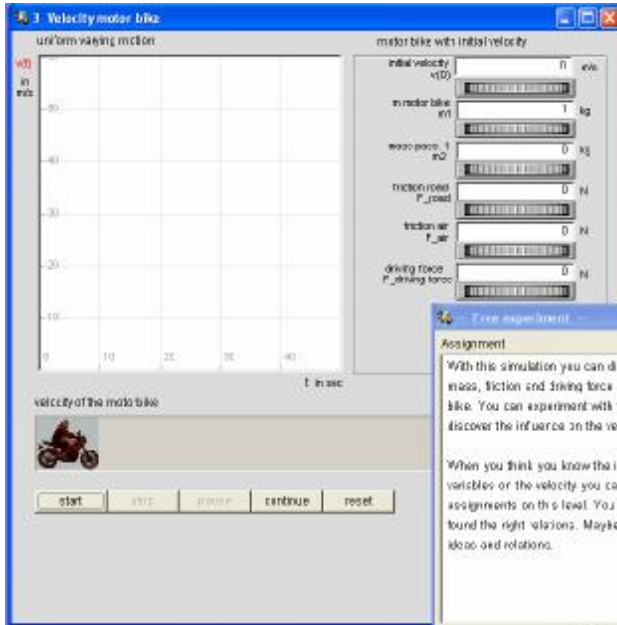 3 Velocity motor bike
uniform varying motion
motor bike with initial velocity
v(t)
in
m/s
50
40
30
20
10
0 10 20 30 40
t in sec
initial velocity
v(0)
0 m/s
m motor bike
m1
1 kg
mass pass. 1
m2
0 kg
friction road
F_road
0 N
friction air
F_air
0 N
driving force
F_driving force
0 N
velocity of the motor bike
start stop pause continue reset
Free experiment
Assignment
With this simulation you can di
mass, friction and driving force
bike. You can experiment with
discover the influence on the ve
When you think you know the i
variables or the velocity you ca
assignments on this level. You
found the right relations. Maybe
ideas and relations.